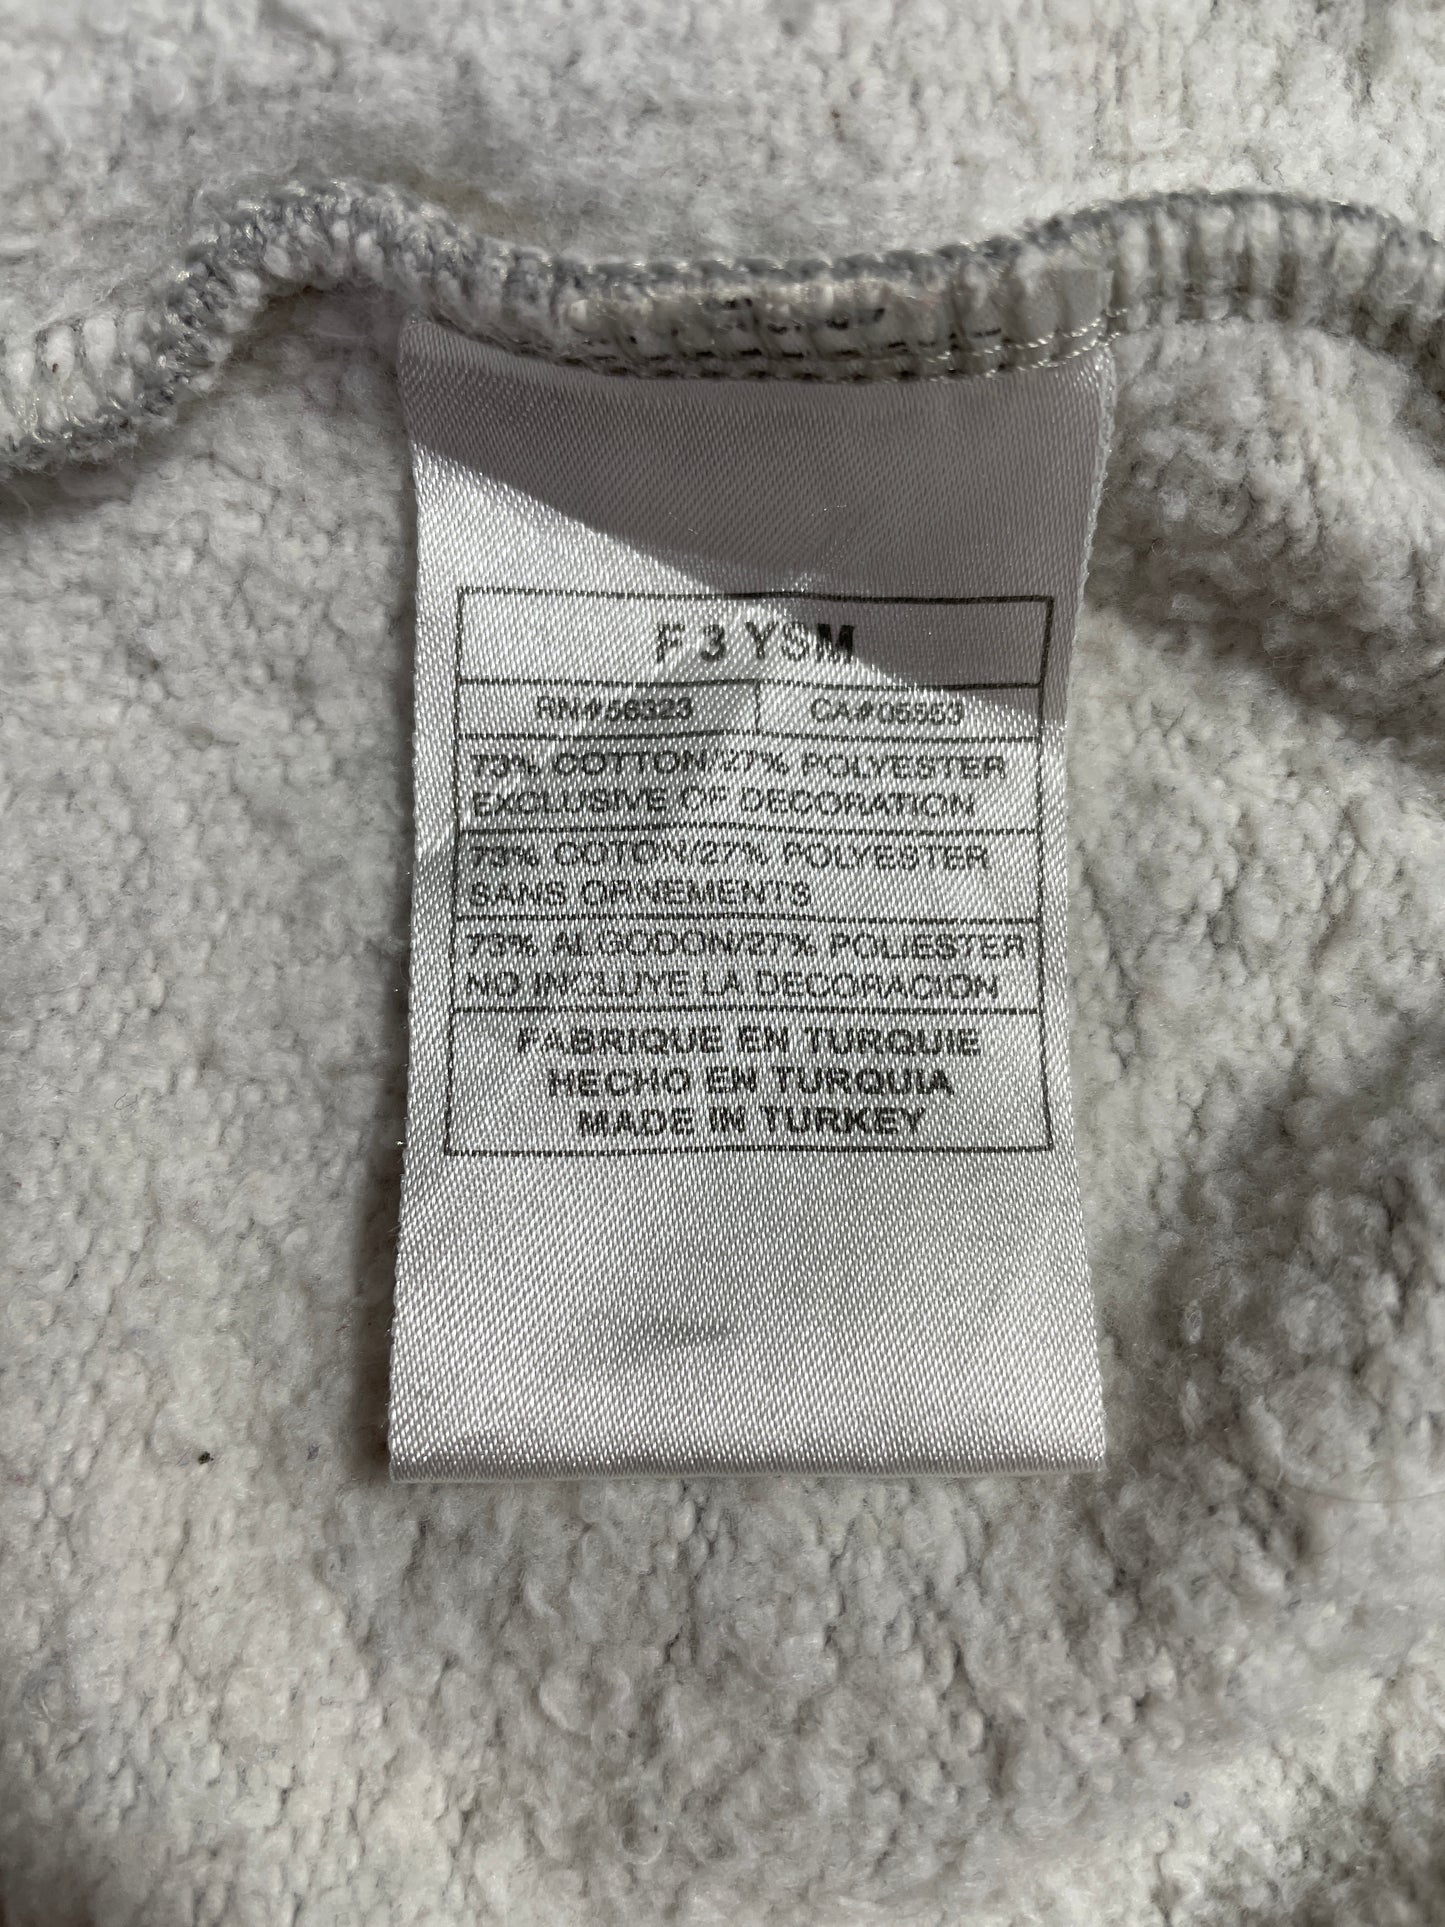 F 3 YSM
RN#56323 CA#05553
73% COTTON/27% POLYESTER
EXCLUSIVE OF DECORATION
73% COTON/27% POLYESTER
SANS ORNEMENTS
73% ALGODON/27% POLIESTER
NO INCLUYE LA DECORACION
FABRIQUE EN TURQUIE
HECHO EN TURQUIA
MADE IN TURKEY